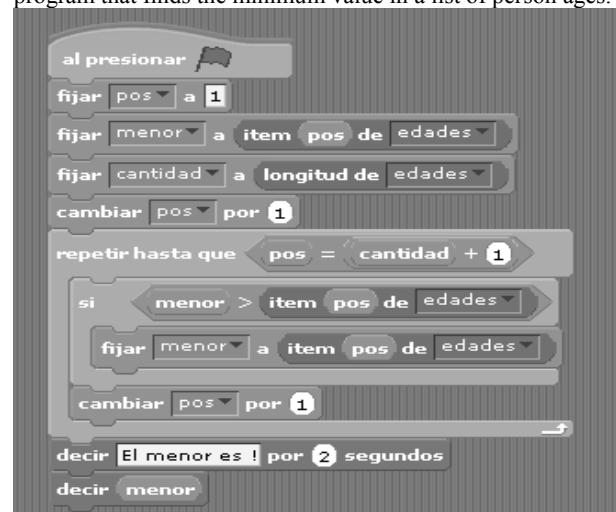 program that finds the minimum value in a list of person ages.
al presionar
fijar pos a 1
fijar menor a item pos de edades
fijar cantidad a longitud de edades
cambiar pos por 1
repetir hasta que pos = cantidad + 1
si menor > item pos de edades
fijar menor a item pos de edades
cambiar pos por 1
decir El menor es ! por 2 segundos
decir menor